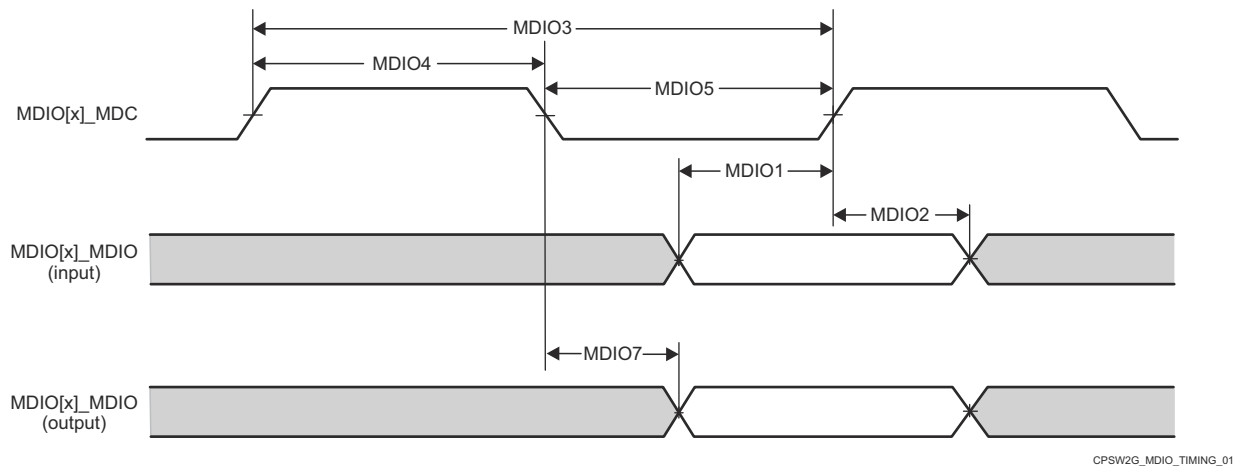 MDIO3
MDIO4
MDIO5
MDIO[x]_MDC
MDIO1
MDIO2
MDIO[x]_MDIO
(input)
MDIO7
MDIO[x]_MDIO
(output)
CPSW2G_MDIO_TIMING_01